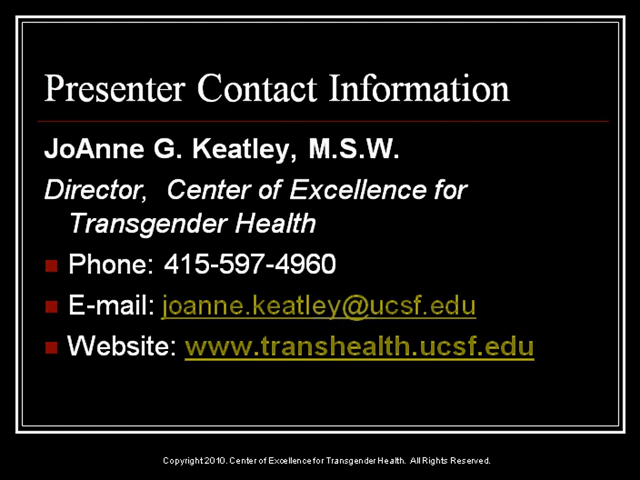 Presenter Contact Information
JoAnne G. Keatley, M.S.W.
Director, Center of Excellence for
Transgender Health
Phone: 415-597-4960
E-mail: joanne.keatley@ucsf.edu
Website: www.transhealth.ucsf.edu
Copyright 2010. Center of Excellence for Transgender Health. All Rights Reserved.